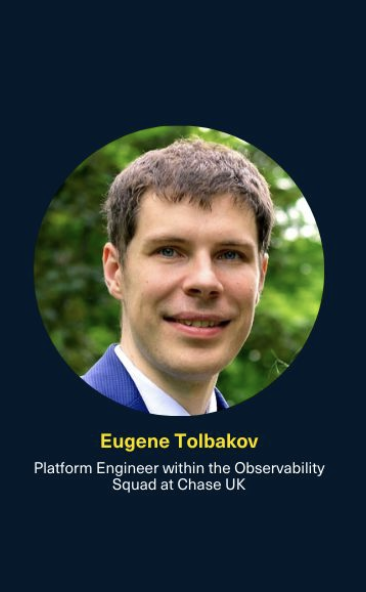 Eugene Tolbakov
Platform Engineer within the Observability
Squad at Chase UK